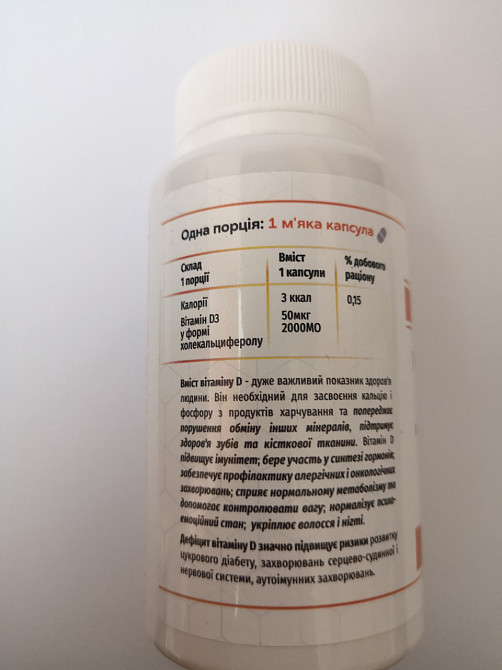 Одна порція: 1 м'яка капсула
Склад 1 порції Вміст 1 капсули % добового раціону
Калорії 3 ккал 0,15
Вітамін D3 у формі холекальциферолу 50мкг 2000МО
Вміст вітаміну D - дуже важливий показник здоров'я
людини. Він необхідний для засвоєння кальцію і
фосфору з продуктів харчування та попереджає
порушення обміну інших мінералів, підтримує
здоров'я зубів та кісткової тканини. Вітамін D
підвищує імунітет; бере участь у синтезі гормонів;
забезпечує профілактику алергічних і онкологічних
захворювань; сприяє нормальному метаболізму та
допомогає контролювати вагу; нормалізує психо-
емоційний стан; укріплює волосся і нігті.
Дефіцит вітаміну D значно підвищує ризики розвитку
цукрового діабету, захворювань серцево-судинної і
нервової системи, аутоімунних захворювань.